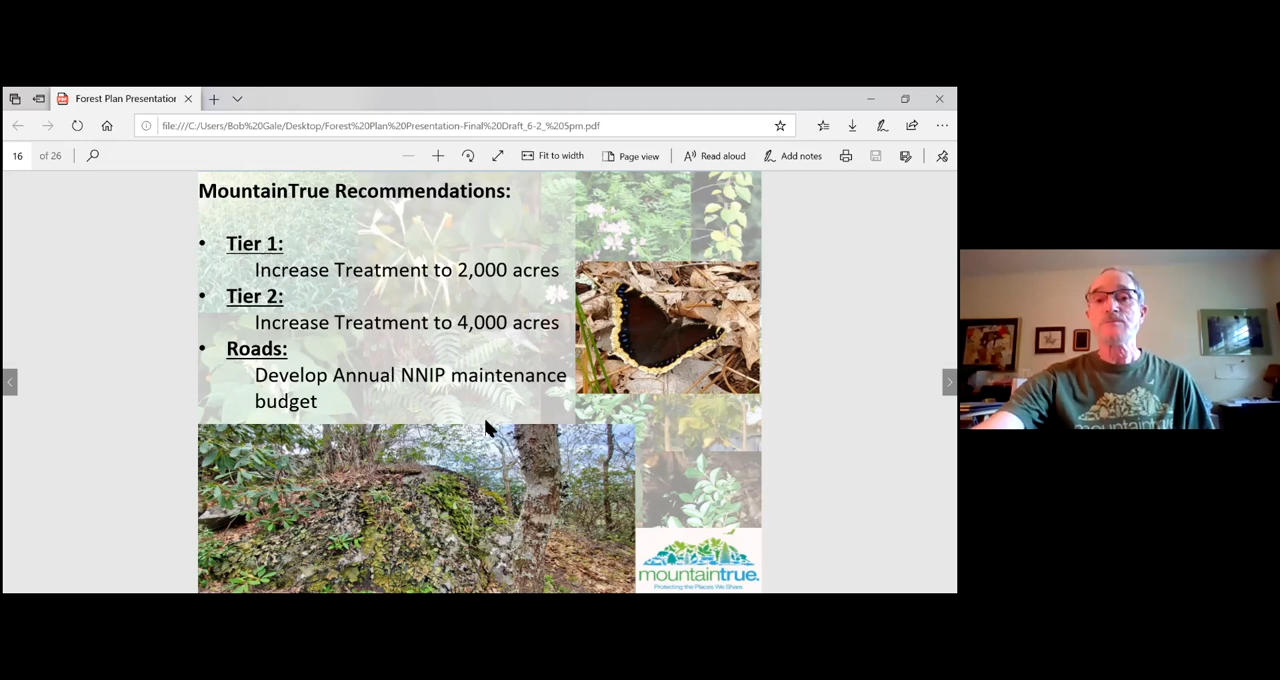 Forest Plan Presentation
file:///C:/Users/Bob%20Gale/Desktop/Forest%20Plan%20Presentation-Final%20Draft_6-2_%205pm.pdf
16 of 26
Fit to width
Page view
Read aloud
Add notes
MountainTrue Recommendations:
• Tier 1:
Increase Treatment to 2,000 acres
• Tier 2:
Increase Treatment to 4,000 acres
• Roads:
Develop Annual NNIP maintenance
budget
mountaintrue.
Protecting the Places We Share
mountaintrue